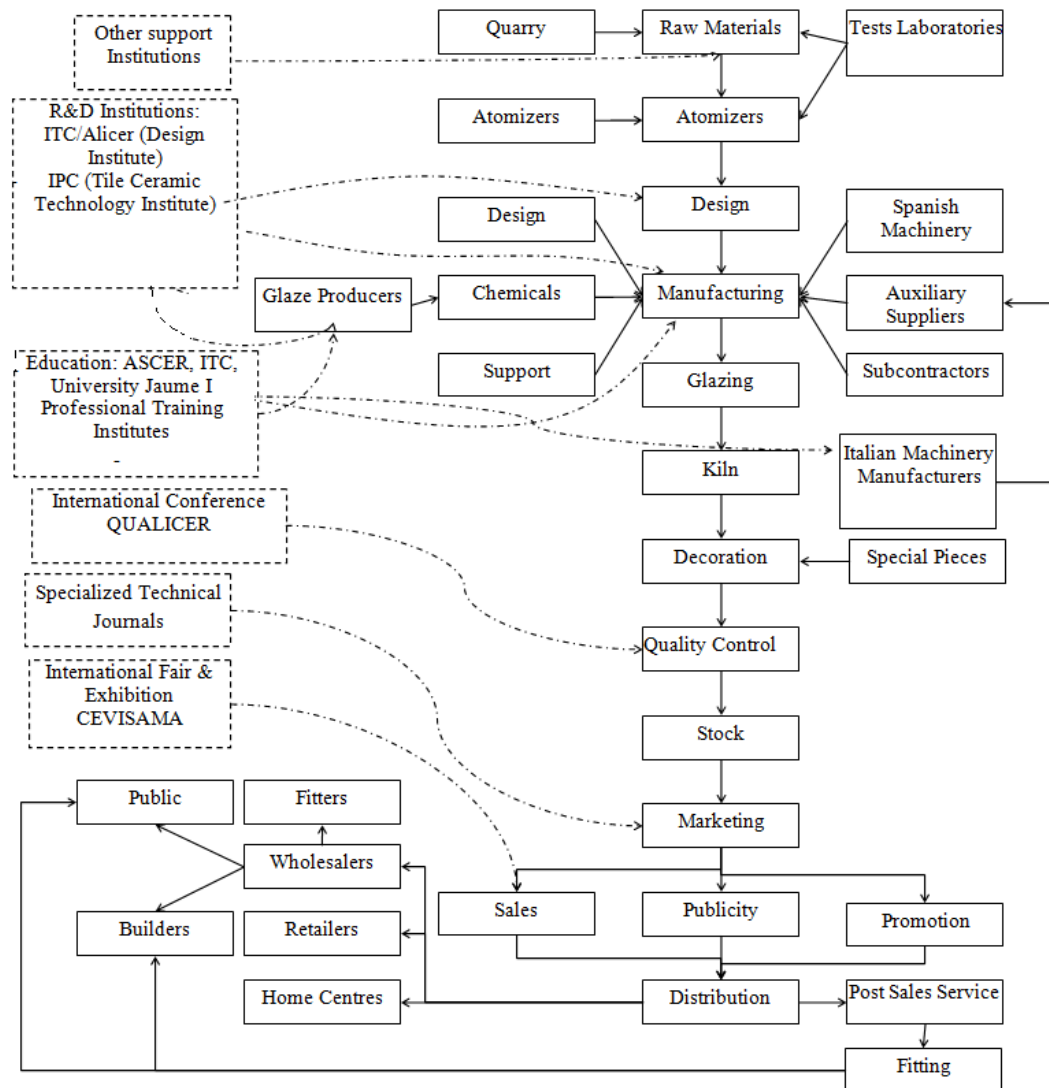 Other support
Institutions
Quarry
Raw Materials
Tests Laboratories
R&D Institutions:
ITC/Alicer (Design
Institute)
IPC (Tile Ceramic
Technology Institute)
-
Atomizers
Atomizers
Design
Design
Spanish
Machinery
Glaze Producers
Chemicals
Manufacturing
Auxiliary
Suppliers
Education: ASCER, ITC,
University Jaume I
Professional Training
Institutes
-
Support
Glazing
Subcontractors
Kiln
Italian Machinery
Manufacturers
International Conference
QUALICER
Decoration
Special Pieces
Specialized Technical
Journals
Quality Control
International Fair &
Exhibition
CEVISAMA
Stock
Public
Fitters
Marketing
Wholesalers
Builders
Retailers
Sales
Publicity
Promotion
Home Centres
Distribution
Post Sales Service
Fitting